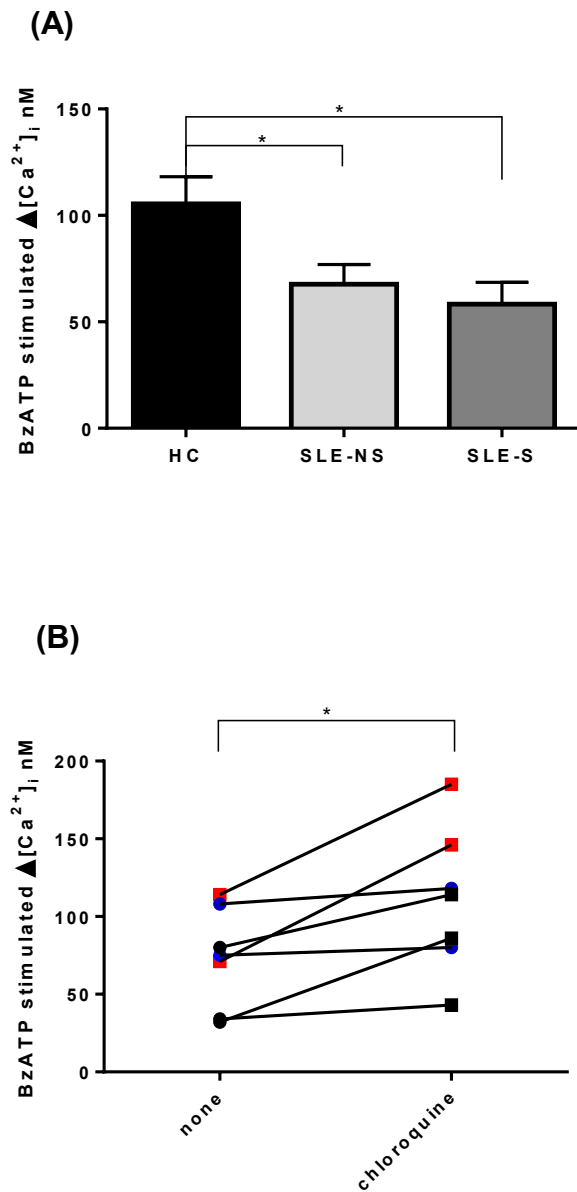 (A)
BzATP stimulated ▲[Ca²⁺]i, nM
150
100
50
0
*
*
HC
SLE-NS
SLE-S
(B)
BzATP stimulated ▲[Ca²⁺]i, nM
200
150
100
50
0
*
none
chloroquine